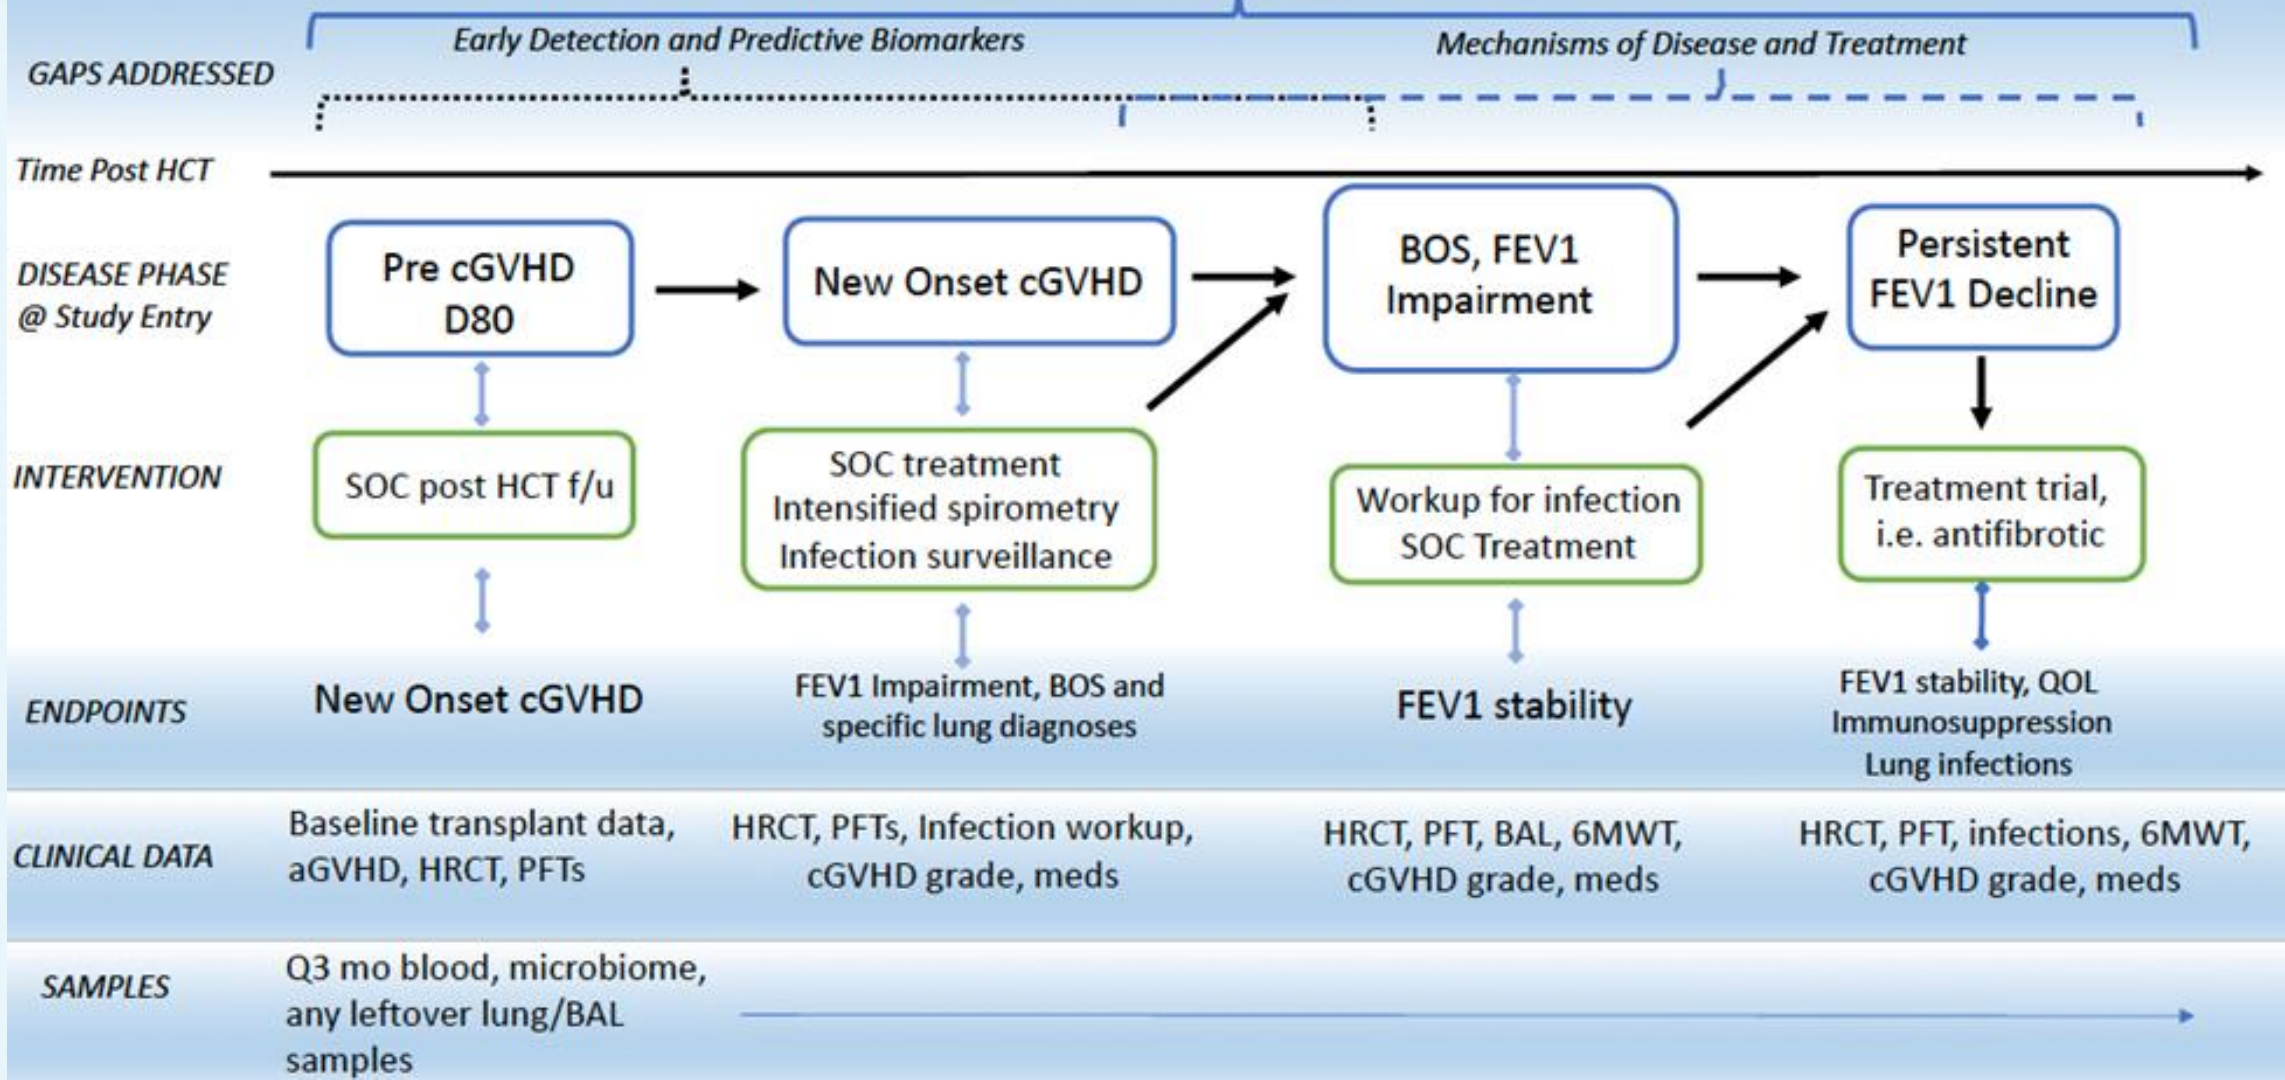 Early Detection and Predictive Biomarkers
Mechanisms of Disease and Treatment
GAPS ADDRESSED
Time Post HCT
DISEASE PHASE
@ Study Entry
Pre cGVHD
D80
New Onset cGVHD
BOS, FEV1
Impairment
Persistent
FEV1 Decline
INTERVENTION
SOC post HCT f/u
SOC treatment
Intensified spirometry
Infection surveillance
Workup for infection
SOC Treatment
Treatment trial,
i.e. antifibrotic
ENDPOINTS
New Onset cGVHD
FEV1 Impairment, BOS and
specific lung diagnoses
FEV1 stability
FEV1 stability, QOL
Immunosuppression
Lung infections
CLINICAL DATA
Baseline transplant data,
aGVHD, HRCT, PFTs
HRCT, PFTs, Infection workup,
cGVHD grade, meds
HRCT, PFT, BAL, 6MWT,
cGVHD grade, meds
HRCT, PFT, infections, 6MWT,
cGVHD grade, meds
SAMPLES
Q3 mo blood, microbiome,
any leftover lung/BAL
samples